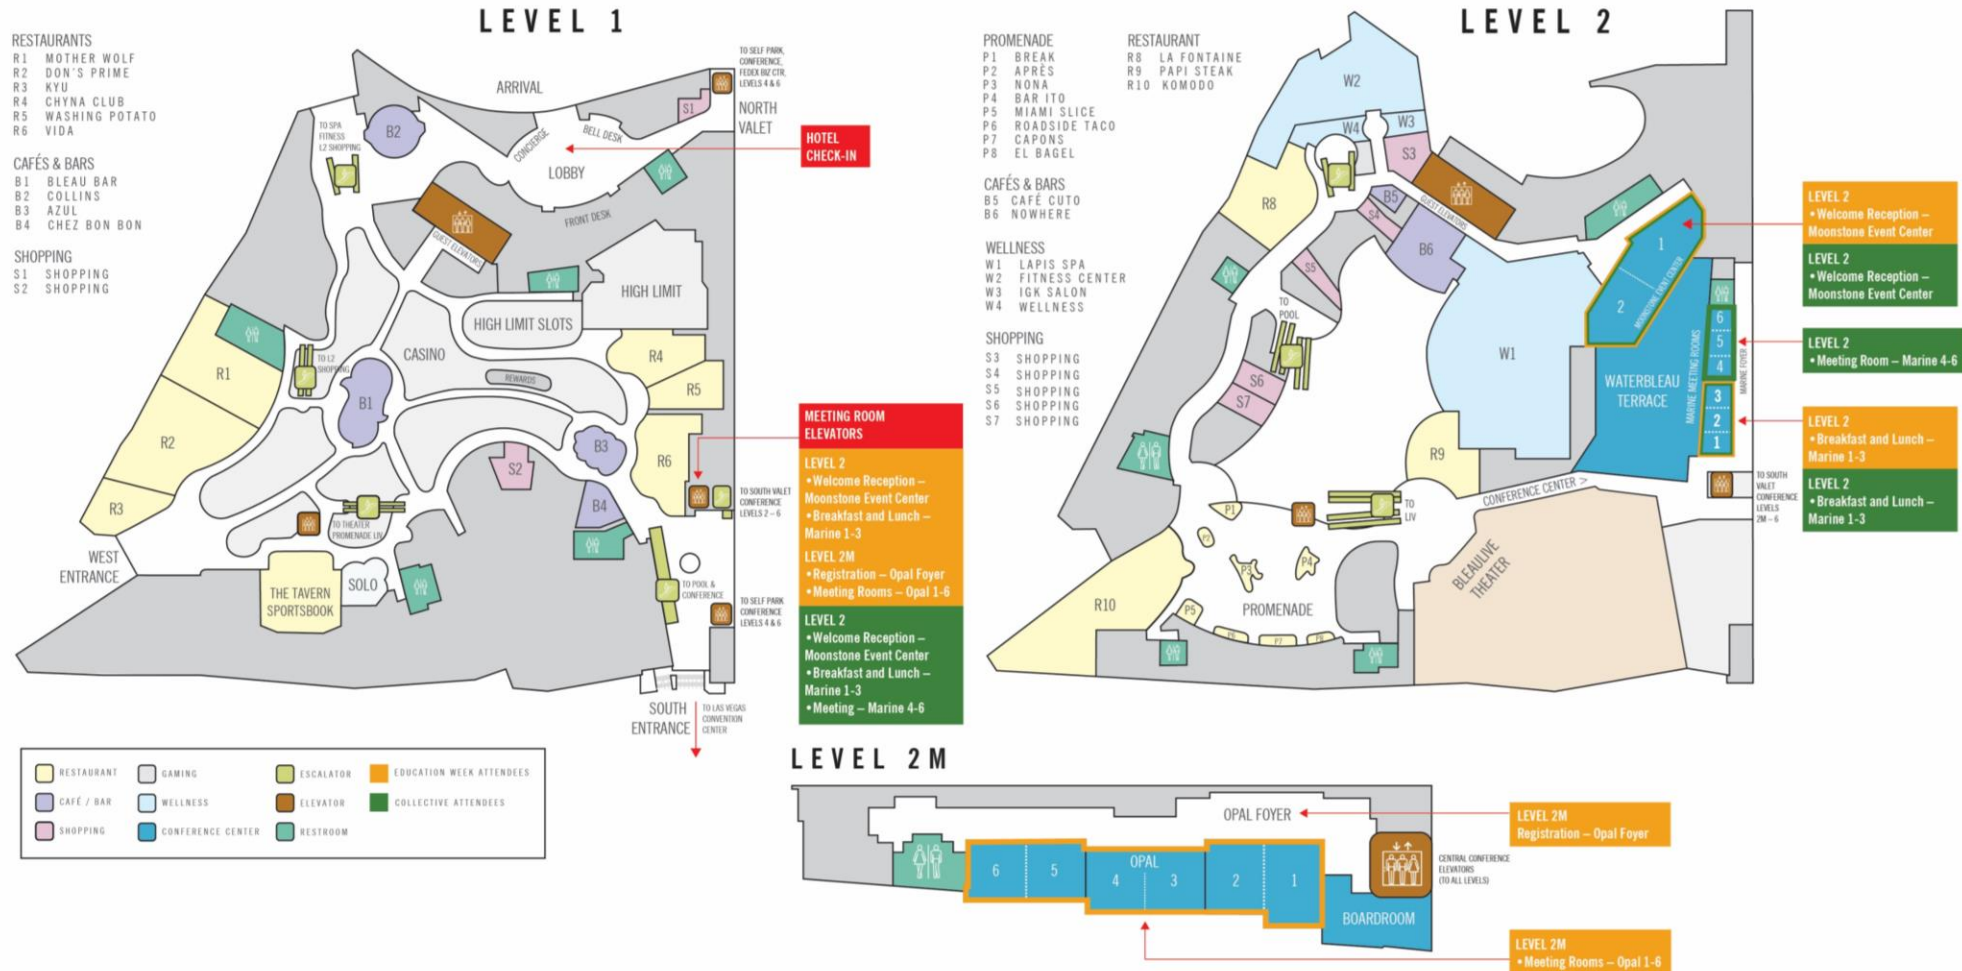 LEVEL 1
RESTAURANTS
R1 MOTHER WOLF
R2 DON'S PRIME
R3 KYU
R4 CHYNA CLUB
R5 WASHING POTATO
R6 VIDA
CAFÉS & BARS
B1 BLEAU BAR
B2 COLLINS
B3 AZUL
B4 CHEZ BON BON
SHOPPING
S1 SHOPPING
S2 SHOPPING
ARRIVAL
TO SELF PARK,
CONFERENCE,
FEDEX BIZ CTR,
LEVELS 4 & 6
S1
NORTH
VALET
TO SPA
FITNESS
L2 SHOPPING
B2
CONCIERGE
BELL DESK
LOBBY
HOTEL
CHECK-IN
FRONT DESK
GUEST ELEVATORS
HIGH LIMIT
HIGH LIMIT SLOTS
CASINO
TO L2
SHOPPING
REWARDS
R1
R2
R3
R4
R5
R6
B1
B3
S2
B4
MEETING ROOM
ELEVATORS
LEVEL 2
• Welcome Reception –
Moonstone Event Center
• Breakfast and Lunch –
Marine 1-3
LEVEL 2M
• Registration – Opal Foyer
• Meeting Rooms – Opal 1-6
LEVEL 2
• Welcome Reception –
Moonstone Event Center
• Breakfast and Lunch –
Marine 1-3
• Meeting – Marine 4-6
TO SOUTH VALET
CONFERENCE
LEVELS 2 – 6
TO THEATER
PROMENADE LIV
WEST
ENTRANCE
THE TAVERN
SPORTSBOOK
SOLO
TO POOL &
CONFERENCE
TO SELF PARK
CONFERENCE
LEVELS 4 & 6
SOUTH
ENTRANCE
TO LAS VEGAS
CONVENTION
CENTER
RESTAURANT
CAFÉ / BAR
SHOPPING
GAMING
WELLNESS
CONFERENCE CENTER
ESCALATOR
ELEVATOR
RESTROOM
EDUCATION WEEK ATTENDEES
COLLECTIVE ATTENDEES
LEVEL 2
PROMENADE
P1 BREAK
P2 APRÈS
P3 NONA
P4 BAR ITO
P5 MIAMI SLICE
P6 ROADSIDE TACO
P7 CAPONS
P8 EL BAGEL
RESTAURANT
R8 LA FONTAINE
R9 PAPI STEAK
R10 KOMODO
CAFÉS & BARS
B5 CAFÉ CUTO
B6 NOWHERE
WELLNESS
W1 LAPIS SPA
W2 FITNESS CENTER
W3 IGK SALON
W4 WELLNESS
SHOPPING
S3 SHOPPING
S4 SHOPPING
S5 SHOPPING
S6 SHOPPING
S7 SHOPPING
W2
W4
W3
S3
R8
B5
S4
GUEST ELEVATORS
B6
S5
TO
POOL
S6
S7
W1
R9
1
2
MOONSTONE EVENT CENTER
WATERBLEAU
TERRACE
MARINE MEETING ROOMS
MARINE FOYER
6
5
4
3
2
1
CONFERENCE CENTER >
TO SOUTH
VALET
CONFERENCE
LEVELS
2M – 6
TO
LIV
P1
P2
P3
P4
P5
P6
P7
P8
R10
PROMENADE
BLEAULIVE
THEATER
LEVEL 2
• Welcome Reception –
Moonstone Event Center
LEVEL 2
• Welcome Reception –
Moonstone Event Center
LEVEL 2
• Meeting Room – Marine 4-6
LEVEL 2
• Breakfast and Lunch –
Marine 1-3
LEVEL 2
• Breakfast and Lunch –
Marine 1-3
LEVEL 2M
OPAL FOYER
OPAL
6
5
4
3
2
1
BOARDROOM
CENTRAL CONFERENCE
ELEVATORS
(TO ALL LEVELS)
LEVEL 2M
Registration – Opal Foyer
LEVEL 2M
• Meeting Rooms – Opal 1-6